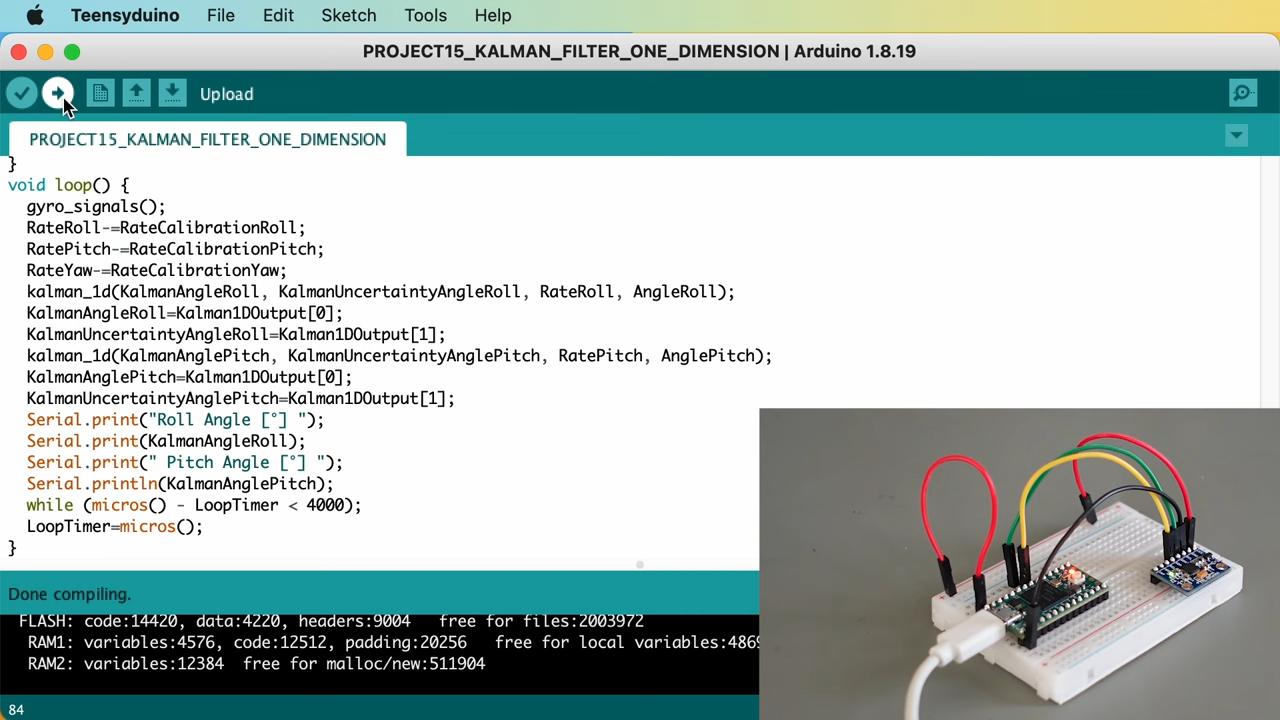 Teensyduino File Edit Sketch Tools Help
PROJECT15_KALMAN_FILTER_ONE_DIMENSION | Arduino 1.8.19
Upload
PROJECT15_KALMAN_FILTER_ONE_DIMENSION
}
void loop() {
gyro_signals();
RateRoll-=RateCalibrationRoll;
RatePitch-=RateCalibrationPitch;
RateYaw-=RateCalibrationYaw;
kalman_1d(KalmanAngleRoll, KalmanUncertaintyAngleRoll, RateRoll, AngleRoll);
KalmanAngleRoll=Kalman1DOutput[0];
KalmanUncertaintyAngleRoll=Kalman1DOutput[1];
kalman_1d(KalmanAnglePitch, KalmanUncertaintyAnglePitch, RatePitch, AnglePitch);
KalmanAnglePitch=Kalman1DOutput[0];
KalmanUncertaintyAnglePitch=Kalman1DOutput[1];
Serial.print("Roll Angle [°] ");
Serial.print(KalmanAngleRoll);
Serial.print(" Pitch Angle [°] ");
Serial.println(KalmanAnglePitch);
while (micros() - LoopTimer < 4000);
LoopTimer=micros();
}
Done compiling.
FLASH: code:14420, data:4220, headers:9004 free for files:2003972
RAM1: variables:4576, code:12512, padding:20256 free for local variables:486
RAM2: variables:12384 free for malloc/new:511904
84